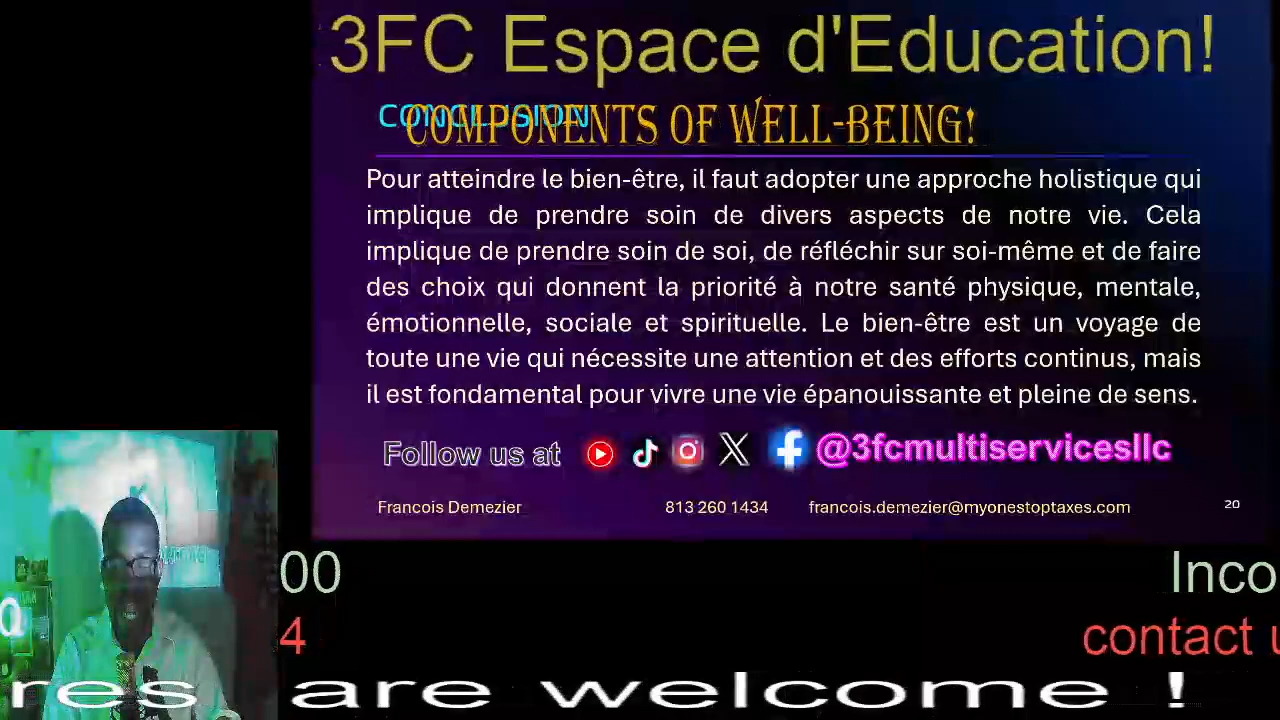 3FC Espace d'Education!
CONCLUSION
COMPONENTS OF WELL-BEING!
Pour atteindre le bien-être, il faut adopter une approche holistique qui
implique de prendre soin de divers aspects de notre vie. Cela
implique de prendre soin de soi, de réfléchir sur soi-même et de faire
des choix qui donnent la priorité à notre santé physique, mentale,
émotionnelle, sociale et spirituelle. Le bien-être est un voyage de
toute une vie qui nécessite une attention et des efforts continus, mais
il est fondamental pour vivre une vie épanouissante et pleine de sens.
Follow us at @3fcmultiservicesllc
Francois Demezier 813 260 1434 francois.demezier@myonestoptaxes.com 20
00 Inco
4 contact u
res are welcome !